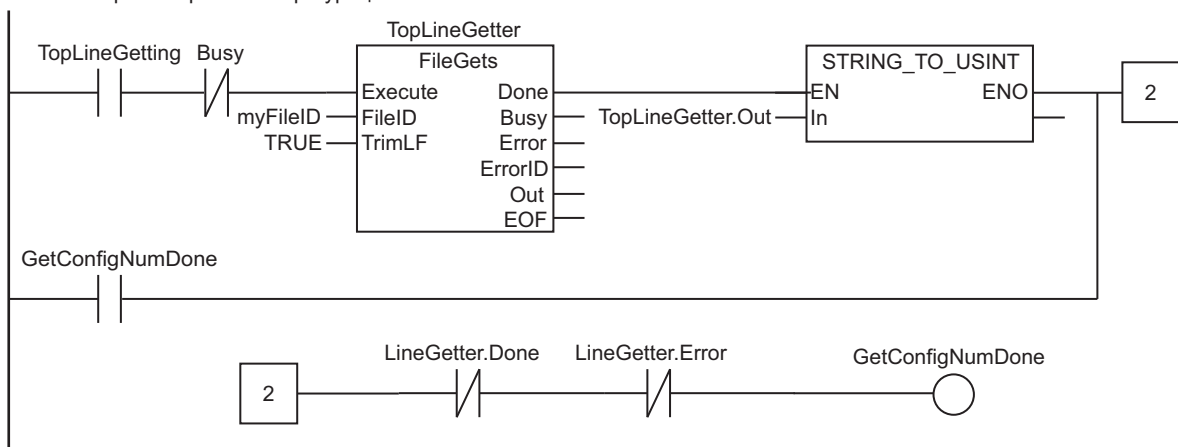 TopLineGetter
TopLineGetting Busy
FileGets
STRING_TO_USINT
Execute Done
EN ENO
2
myFileID FileID Busy
TopLineGetter.Out In
TRUE TrimLF Error
ErrorID
Out
EOF
GetConfigNumDone
LineGetter.Done LineGetter.Error GetConfigNumDone
2